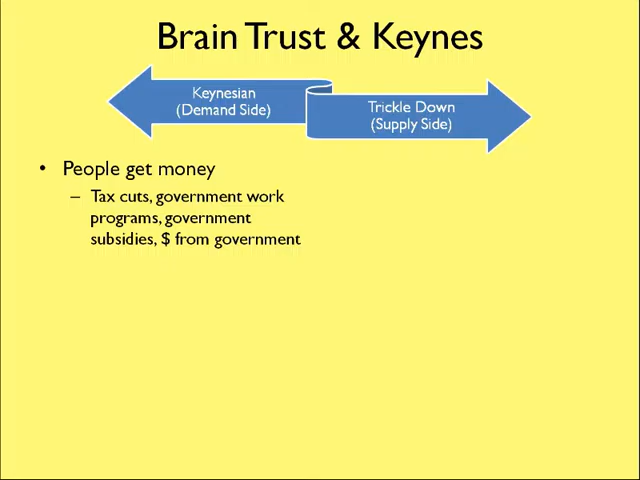 Brain Trust & Keynes
Keynesian
(Demand Side)
Trickle Down
(Supply Side)
• People get money
– Tax cuts, government work
programs, government
subsidies, $ from government